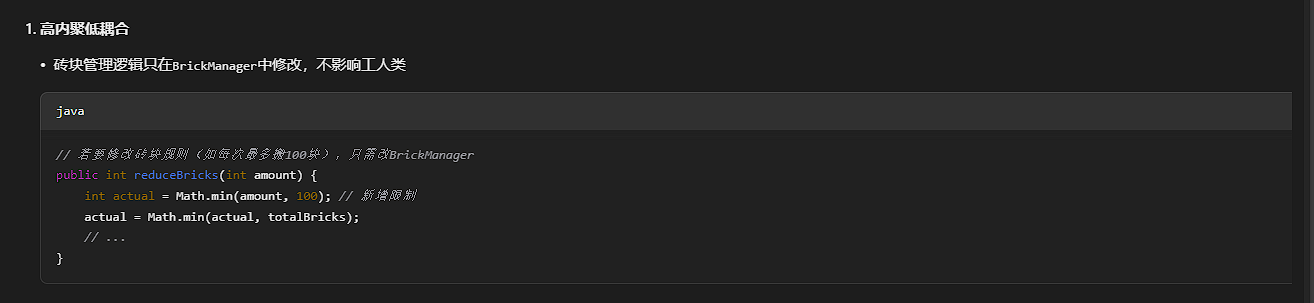 1. 高内聚低耦合
• 砖块管理逻辑只在BrickManager中修改，不影响工人类
java
// 若要修改砖块规则（如每次最多搬100块），只需改BrickManager
public int reduceBricks(int amount) {
    int actual = Math.min(amount, 100); // 新增限制
    actual = Math.min(actual, totalBricks);
    // ...
}